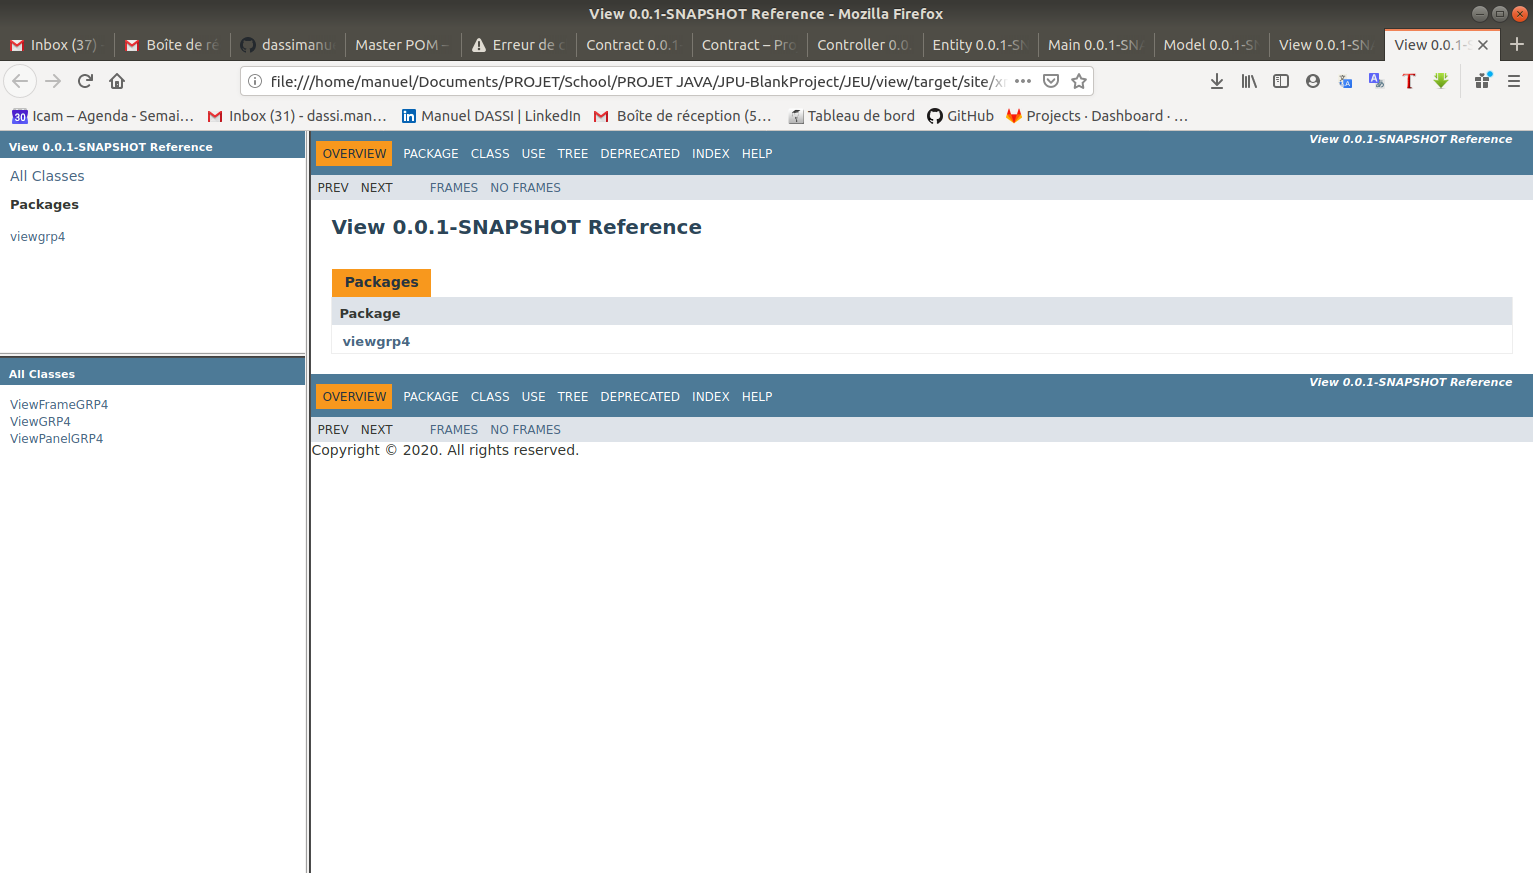 View 0.0.1-SNAPSHOT Reference - Mozilla Firefox
Inbox (37)
Boîte de ré
dassimanu
Master POM –
Erreur de c
Contract 0.0.1
Contract – Pro
Controller 0.0.
Entity 0.0.1-SN
Main 0.0.1-SNA
Model 0.0.1-SN
View 0.0.1-SNA
View 0.0.1-S
file:///home/manuel/Documents/PROJET/School/PROJET JAVA/JPU-BlankProject/JEU/view/target/site/x
30 Icam – Agenda - Semai…
Inbox (31) - dassi.man…
Manuel DASSI | LinkedIn
Boîte de réception (5…
Tableau de bord
GitHub
Projects · Dashboard · …
View 0.0.1-SNAPSHOT Reference
All Classes
Packages
viewgrp4
All Classes
ViewFrameGRP4
ViewGRP4
ViewPanelGRP4
OVERVIEW PACKAGE CLASS USE TREE DEPRECATED INDEX HELP
View 0.0.1-SNAPSHOT Reference
PREV NEXT FRAMES NO FRAMES
View 0.0.1-SNAPSHOT Reference
Packages
Package
viewgrp4
OVERVIEW PACKAGE CLASS USE TREE DEPRECATED INDEX HELP
View 0.0.1-SNAPSHOT Reference
PREV NEXT FRAMES NO FRAMES
Copyright © 2020. All rights reserved.